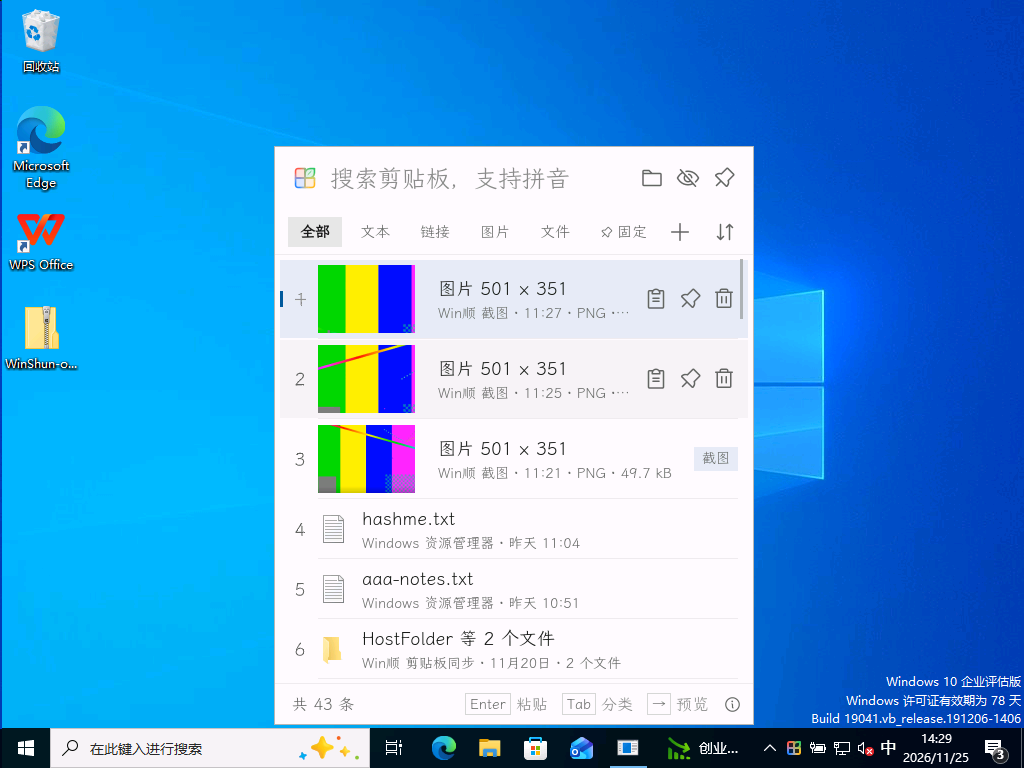 回收站
Microsoft
Edge
WPS Office
WinShun-o...
搜索剪贴板，支持拼音
全部 文本 链接 图片 文件 固定
1
图片 501 × 351
Win顺 截图・11:27・PNG・…
2
图片 501 × 351
Win顺 截图・11:25・PNG・…
3
图片 501 × 351
Win顺 截图・11:21・PNG・49.7 kB
截图
4
hashme.txt
Windows 资源管理器・昨天 11:04
5
aaa-notes.txt
Windows 资源管理器・昨天 10:51
6
HostFolder 等 2 个文件
Win顺 剪贴板同步・11月20日・2 个文件
共 43 条 Enter 粘贴 Tab 分类 → 预览
Windows 10 企业评估版
Windows 许可证有效期为 78 天
Build 19041.vb_release.191206-1406
在此键入进行搜索
创业...
中
14:29
2026/11/25
3